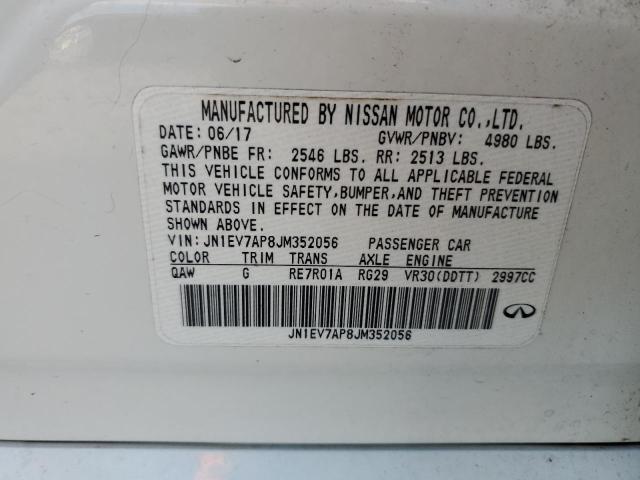 MANUFACTURED BY NISSAN MOTOR CO.,LTD.
DATE: 06/17 GVWR/PNBV: 4980 LBS.
GAWR/PNBE FR: 2546 LBS. RR: 2513 LBS.
THIS VEHICLE CONFORMS TO ALL APPLICABLE FEDERAL
MOTOR VEHICLE SAFETY,BUMPER,AND THEFT PREVENTION
STANDARDS IN EFFECT ON THE DATE OF MANUFACTURE
SHOWN ABOVE.
VIN: JN1EV7AP8JM352056 PASSENGER CAR
COLOR TRIM TRANS AXLE ENGINE
QAW G RE7R01A RG29 VR30(DDTT) 2997CC
JN1EV7AP8JM352056